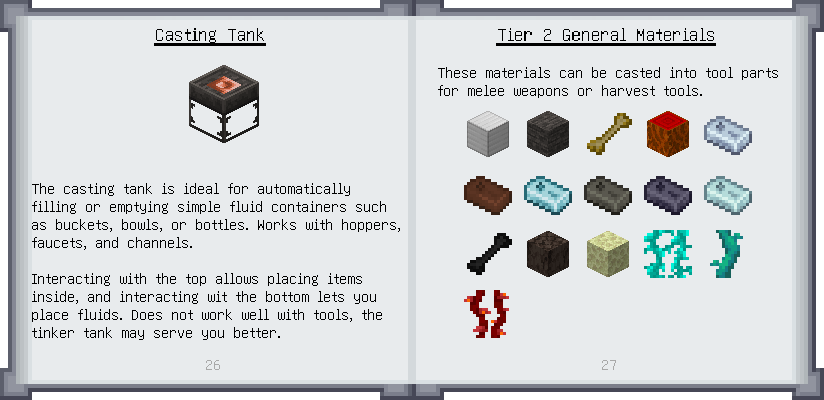 Casting Tank
The casting tank is ideal for automatically
filling or emptying simple fluid containers such
as buckets, bowls, or bottles. Works with hoppers,
faucets, and channels.
Interacting with the top allows placing items
inside, and interacting wit the bottom lets you
place fluids. Does not work well with tools, the
tinker tank may serve you better.
26
Tier 2 General Materials
These materials can be casted into tool parts
for melee weapons or harvest tools.
27